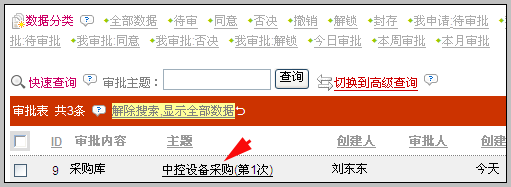 数据分类 全部数据 待审 同意 否决 撤销 解锁 封存 我申请:待审批
批:待审批 我审批:同意 我审批:否决 我审批:解锁 今日审批 本周审批 本月审批
快速查询 审批主题: 查询 切换到高级查询
审批表 共3条 解除搜索,显示全部数据
ID 审批内容 主题 创建人 审批人 创建
9 采购库 中控设备采购(第1次) 刘东东 今天